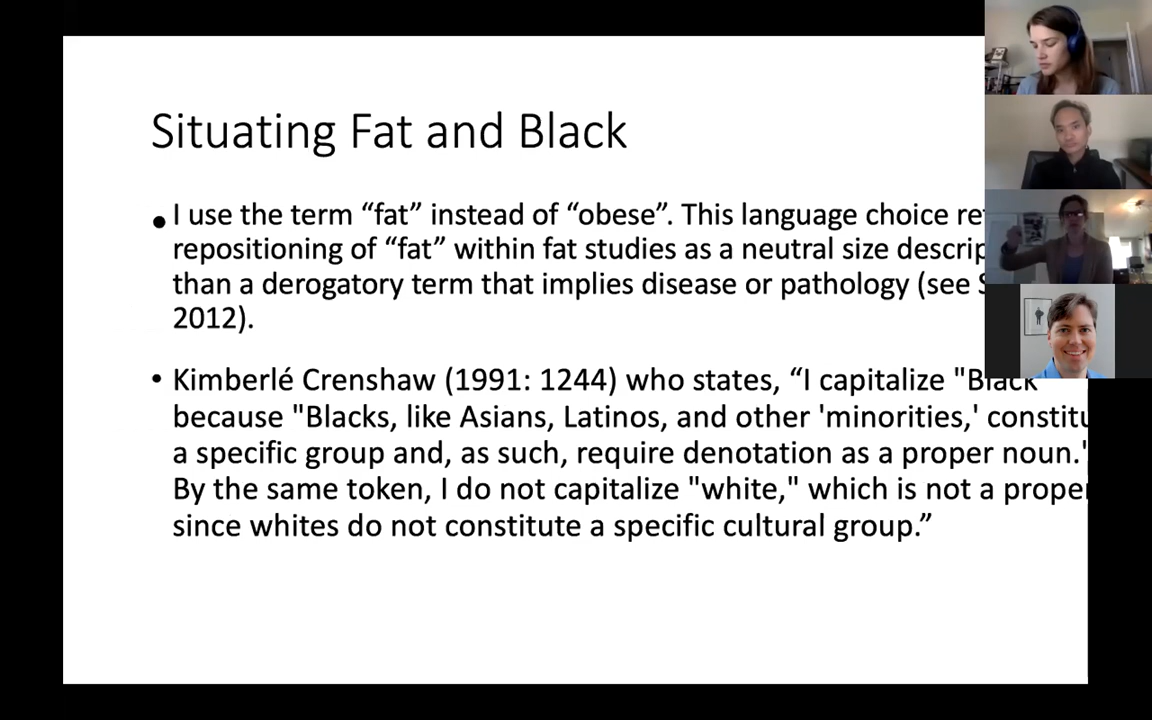 Situating Fat and Black
• I use the term “fat” instead of “obese”. This language choice
repositioning of “fat” within fat studies as a neutral size
than a derogatory term that implies disease or pathology (see
2012).
• Kimberlé Crenshaw (1991: 1244) who states, “I capitalize "Black"
because "Blacks, like Asians, Latinos, and other 'minorities,'
a specific group and, as such, require denotation as a proper noun.'
By the same token, I do not capitalize "white," which is not a proper
since whites do not constitute a specific cultural group.”